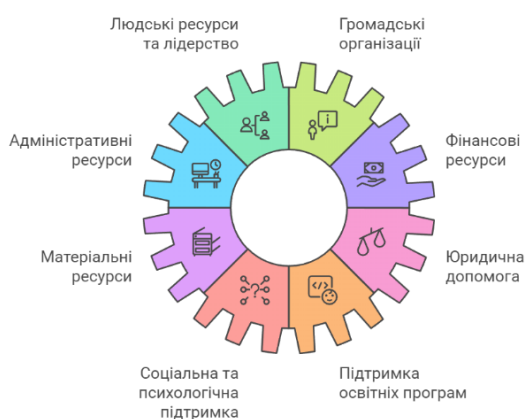 Людські ресурси
та лідерство
Громадські
організації
Адміністративні
ресурси
Фінансові
ресурси
Матеріальні
ресурси
Юридична
допомога
Соціальна та
психологічна
підтримка
Підтримка
освітніх програм